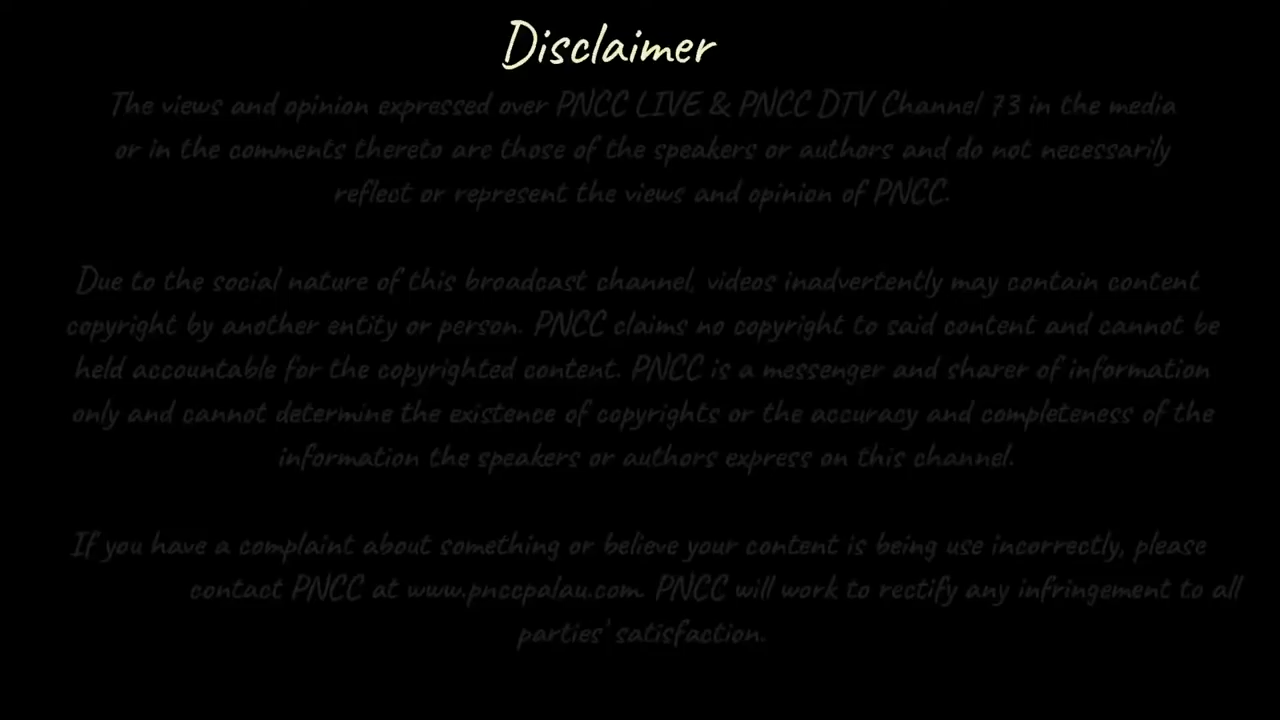 Disclaimer
The views and opinion expressed over PNCC LIVE & PNCC DTV Channel 73 in the media
or in the comments thereto are those of the speakers or authors and do not necessarily
reflect or represent the views and opinion of PNCC.
Due to the social nature of this broadcast channel, videos inadvertently may contain content
copyright by another entity or person. PNCC claims no copyright to said content and cannot be
held accountable for the copyrighted content. PNCC is a messenger and sharer of information
only and cannot determine the existence of copyrights or the accuracy and completeness of the
information the speakers or authors express on this channel.
If you have a complaint about something or believe your content is being use incorrectly, please
contact PNCC at www.pnccpalau.com. PNCC will work to rectify any infringement to all
parties' satisfaction.